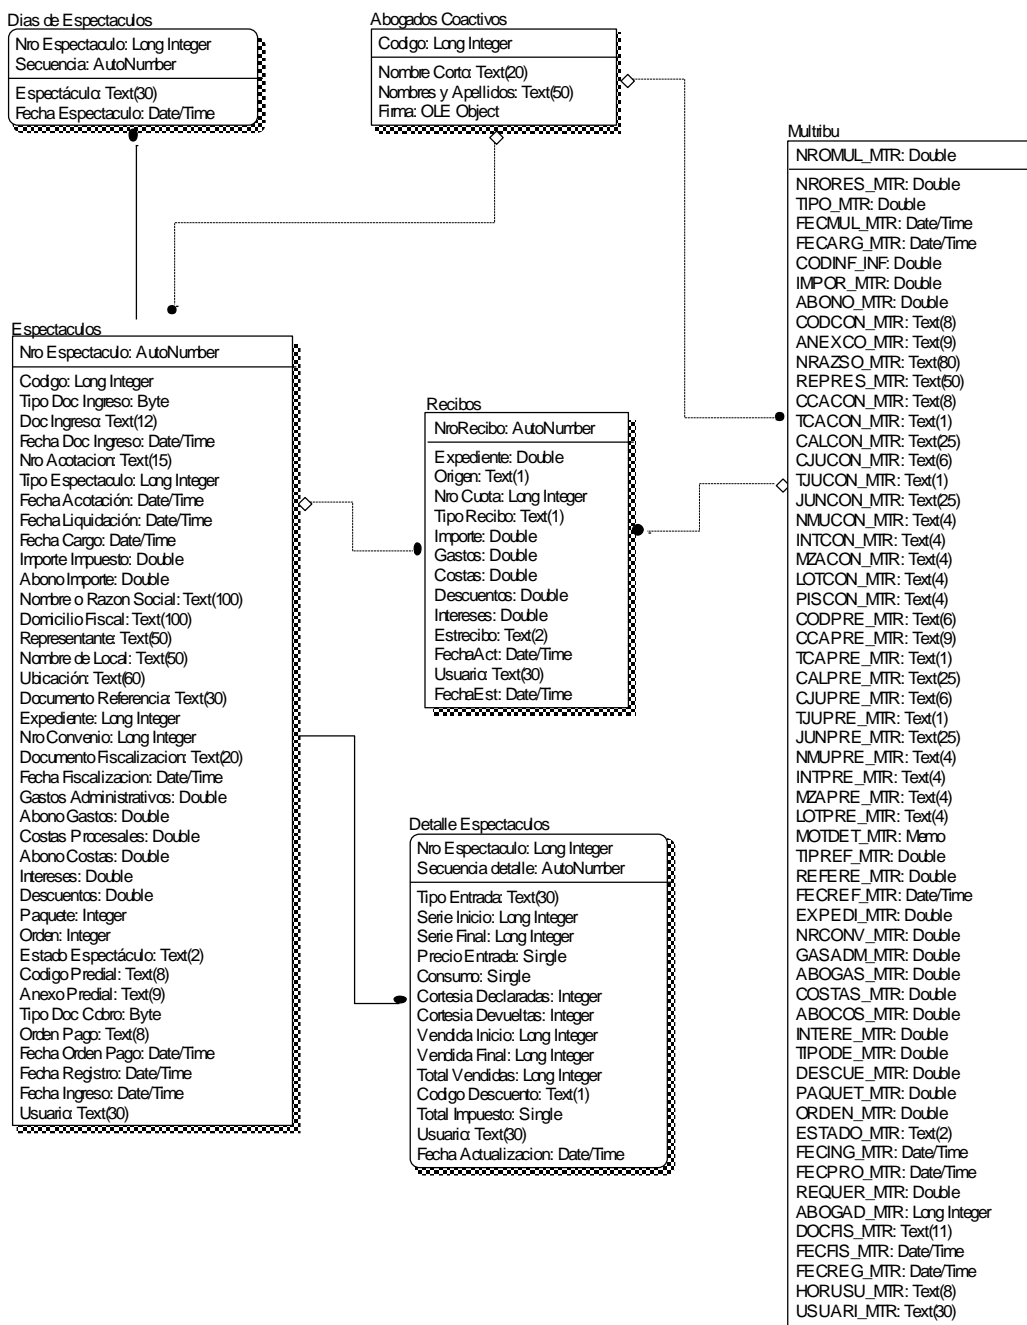 Dias de Espectaculos
Nro Espectaculo: Long Integer
Secuencia: AutoNumber
Espectáculo: Text(30)
Fecha Espectaculo: Date/Time
Abogados Coactivos
Codigo: Long Integer
Nombre Corto: Text(20)
Nombres y Apellidos: Text(50)
Firma: OLE Object
Espectaculos
Nro Espectaculo: AutoNumber
Codigo: Long Integer
Tipo Doc Ingreso: Byte
Doc Ingreso: Text(12)
Fecha Doc Ingreso: Date/Time
Nro Acotacion: Text(15)
Tipo Espectaculo: Long Integer
Fecha Acotación: Date/Time
Fecha Liquidación: Date/Time
Fecha Cargo: Date/Time
Importe Impuesto: Double
Abono Importe: Double
Nombre o Razon Social: Text(100)
Domicilio Fiscal: Text(100)
Representante: Text(50)
Nombre de Local: Text(50)
Ubicación: Text(60)
Documento Referencia: Text(30)
Expediente: Long Integer
Nro Convenio: Long Integer
Documento Fiscalizacion: Text(20)
Fecha Fiscalizacion: Date/Time
Gastos Administrativos: Double
Abono Gastos: Double
Costas Procesales: Double
Abono Costas: Double
Intereses: Double
Descuentos: Double
Paquete: Integer
Orden: Integer
Estado Espectáculo: Text(2)
Codigo Predial: Text(8)
Anexo Predial: Text(9)
Tipo Doc Cobro: Byte
Orden Pago: Text(8)
Fecha Orden Pago: Date/Time
Fecha Registro: Date/Time
Fecha Ingreso: Date/Time
Usuario: Text(30)
Recibos
NroRecibo: AutoNumber
Expediente: Double
Origen: Text(1)
Nro Cuota: Long Integer
Tipo Recibo: Text(1)
Importe: Double
Gastos: Double
Costas: Double
Descuentos: Double
Intereses: Double
Estrecibo: Text(2)
FechaAct: Date/Time
Usuario: Text(30)
FechaEst: Date/Time
Detalle Espectaculos
Nro Espectaculo: Long Integer
Secuencia detalle: AutoNumber
Tipo Entrada: Text(30)
Serie Inicio: Long Integer
Serie Final: Long Integer
Precio Entrada: Single
Consumo: Single
Cortesia Declaradas: Integer
Cortesia Devueltas: Integer
Vendida Inicio: Long Integer
Vendida Final: Long Integer
Total Vendidas: Long Integer
Codigo Descuento: Text(1)
Total Impuesto: Single
Usuario: Text(30)
Fecha Actualizacion: Date/Time
Multribu
NROMUL_MTR: Double
NRORES_MTR: Double
TIPO_MTR: Double
FECMUL_MTR: Date/Time
FECARG_MTR: Date/Time
CODINF_INF: Double
IMPOR_MTR: Double
ABONO_MTR: Double
CODCON_MTR: Text(8)
ANEXCO_MTR: Text(9)
NRAZSO_MTR: Text(80)
REPRES_MTR: Text(50)
CCACON_MTR: Text(8)
TCACON_MTR: Text(1)
CALCON_MTR: Text(25)
CJUCON_MTR: Text(6)
TJUCON_MTR: Text(1)
JUNCON_MTR: Text(25)
NMUCON_MTR: Text(4)
INTCON_MTR: Text(4)
MZACON_MTR: Text(4)
LOTCON_MTR: Text(4)
PISCON_MTR: Text(4)
CODPRE_MTR: Text(6)
CCAPRE_MTR: Text(9)
TCAPRE_MTR: Text(1)
CALPRE_MTR: Text(25)
CJUPRE_MTR: Text(6)
TJUPRE_MTR: Text(1)
JUNPRE_MTR: Text(25)
NMUPRE_MTR: Text(4)
INTPRE_MTR: Text(4)
MZAPRE_MTR: Text(4)
LOTPRE_MTR: Text(4)
MOTDET_MTR: Memo
TIPREF_MTR: Double
REFERE_MTR: Double
FECREF_MTR: Date/Time
EXPEDI_MTR: Double
NRCONV_MTR: Double
GASADM_MTR: Double
ABOGAS_MTR: Double
COSTAS_MTR: Double
ABOCOS_MTR: Double
INTERE_MTR: Double
TIPODE_MTR: Double
DESCUE_MTR: Double
PAQUET_MTR: Double
ORDEN_MTR: Double
ESTADO_MTR: Text(2)
FECING_MTR: Date/Time
FECPRO_MTR: Date/Time
REQUER_MTR: Double
ABOGAD_MTR: Long Integer
DOCFIS_MTR: Text(11)
FECFIS_MTR: Date/Time
FECREG_MTR: Date/Time
HORUSU_MTR: Text(8)
USUARI_MTR: Text(30)